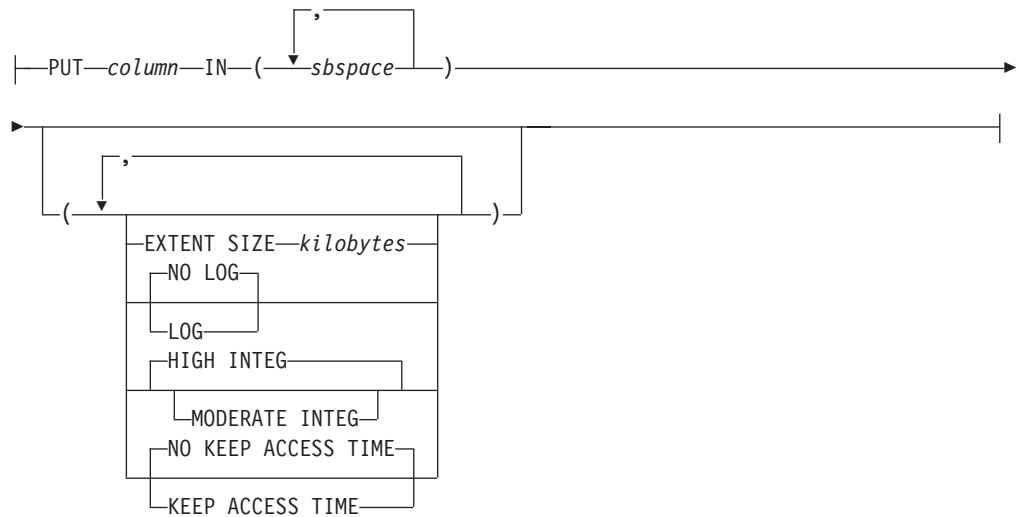 ,
PUT column IN ( sbspace )
,
( )
EXTENT SIZE kilobytes
NO LOG
LOG
HIGH INTEG
MODERATE INTEG
NO KEEP ACCESS TIME
KEEP ACCESS TIME